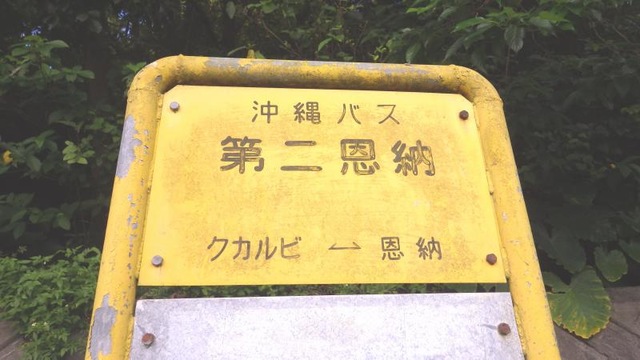 沖縄バス
第二恩納
クカルビ ⇀ 恩納